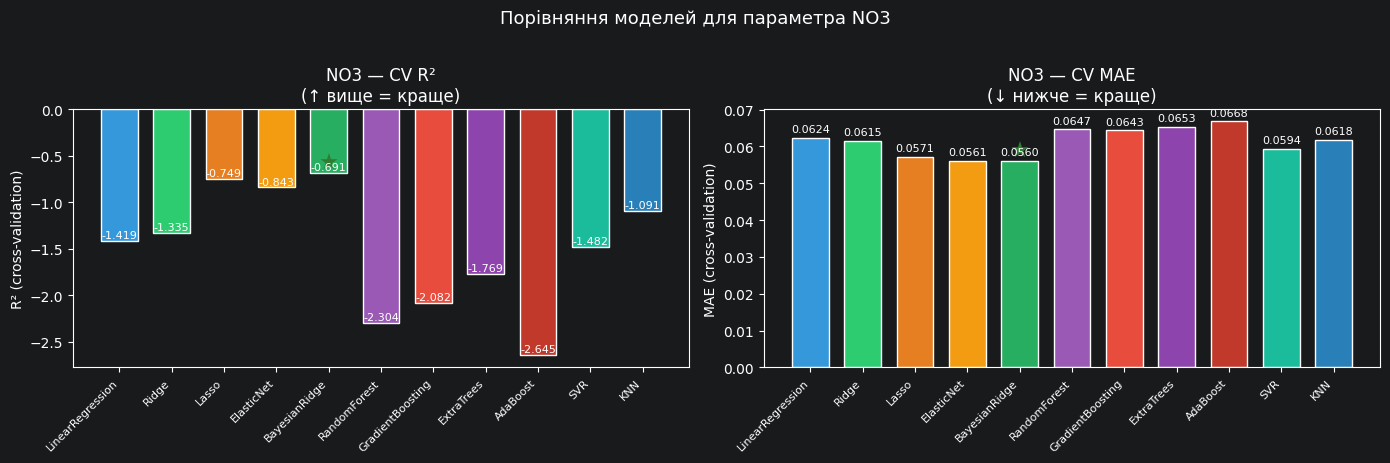 Порівняння моделей для параметра NO3
NO3 — CV R²
(↑ вище = краще)
R² (cross-validation)
0.0
−0.5
−1.0
−1.5
−2.0
−2.5
-1.419
-1.335
-0.749
-0.843
-0.691
-2.304
-2.082
-1.769
-2.645
-1.482
-1.091
LinearRegression
Ridge
Lasso
ElasticNet
BayesianRidge
RandomForest
GradientBoosting
ExtraTrees
AdaBoost
SVR
KNN
NO3 — CV MAE
(↓ нижче = краще)
MAE (cross-validation)
0.07
0.06
0.05
0.04
0.03
0.02
0.01
0.00
0.0624
0.0615
0.0571
0.0561
0.0560
0.0647
0.0643
0.0653
0.0668
0.0594
0.0618
LinearRegression
Ridge
Lasso
ElasticNet
BayesianRidge
RandomForest
GradientBoosting
ExtraTrees
AdaBoost
SVR
KNN